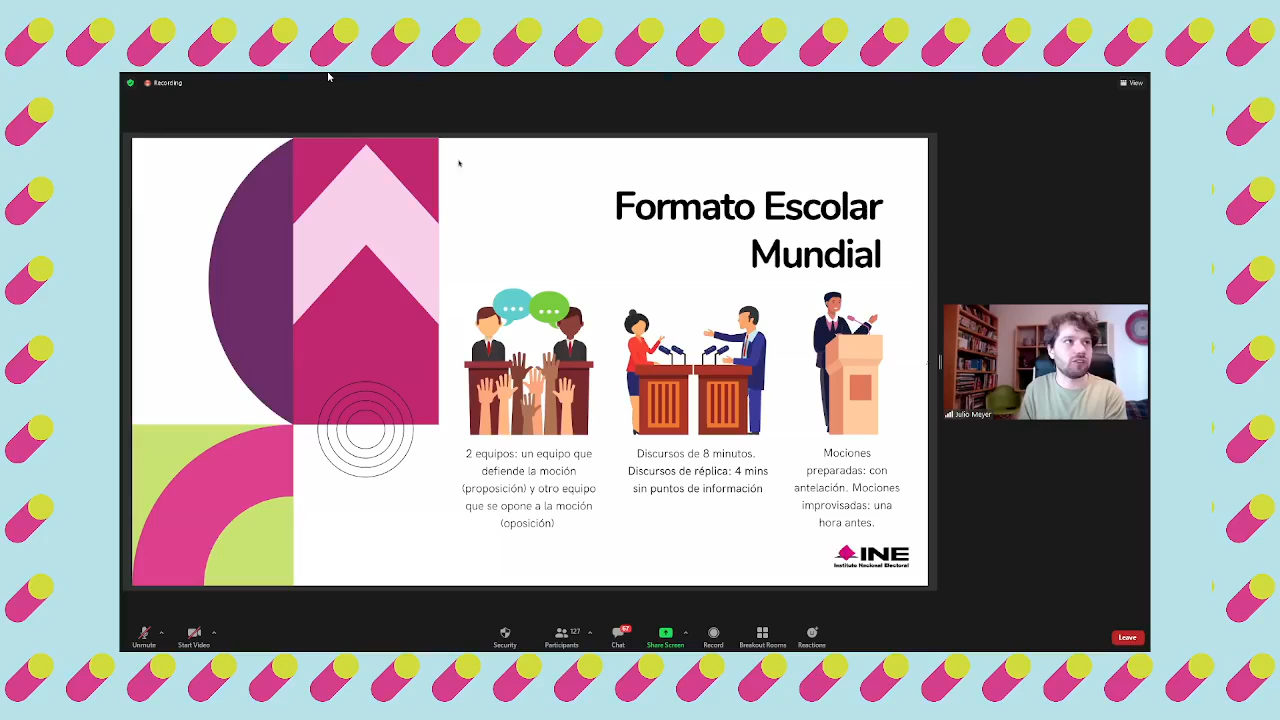 Recording
View
Formato Escolar
Mundial
2 equipos: un equipo que
defiende la moción
(proposición) y otro equipo
que se opone a la moción
(oposición)
Discursos de 8 minutos.
Discursos de réplica: 4 mins
sin puntos de información
Mociones
preparadas: con
antelación. Mociones
improvisadas: una
hora antes.
INE
Instituto Nacional Electoral
Julio Meyer
Unmute
Start Video
Security
Participants
127
Chat
67
Share Screen
Record
Breakout Rooms
Reactions
Leave